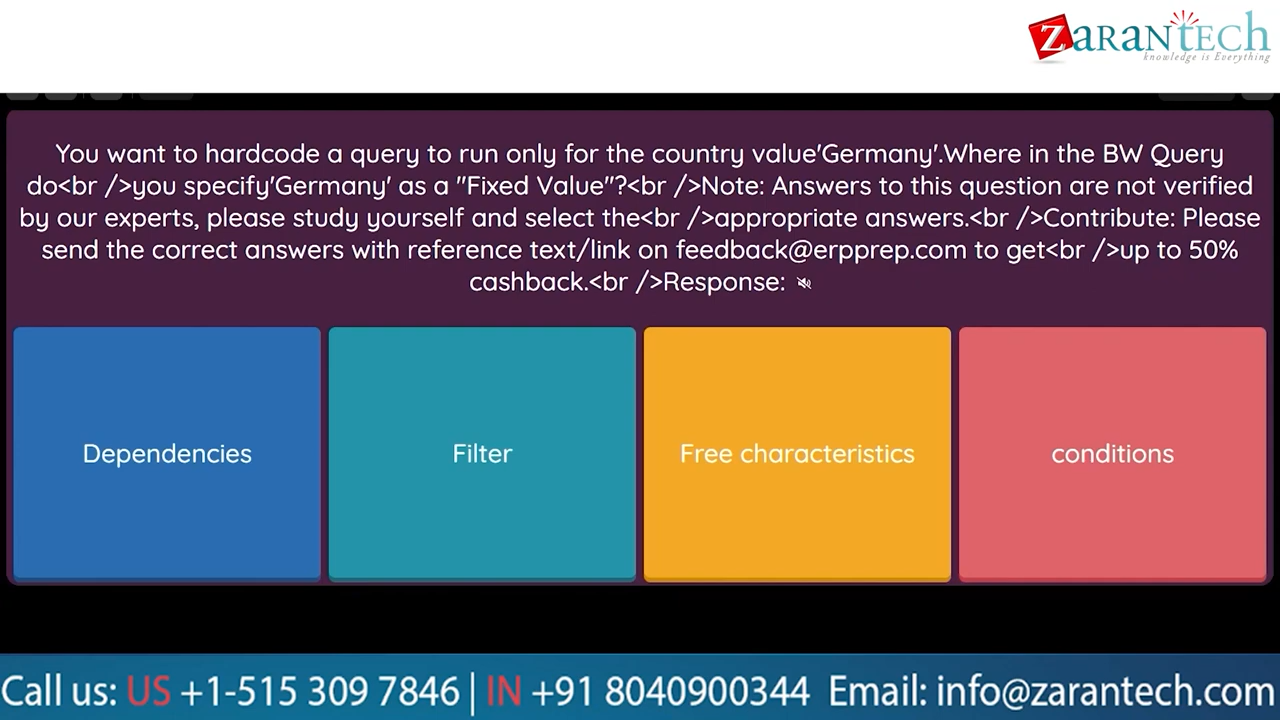 ZARANTECH
knowledge is Everything
You want to hardcode a query to run only for the country value'Germany'.Where in the BW Query
do<br />you specify'Germany' as a "Fixed Value"?<br />Note: Answers to this question are not verified
by our experts, please study yourself and select the<br />appropriate answers.<br />Contribute: Please
send the correct answers with reference text/link on feedback@erpprep.com to get<br />up to 50%
cashback.<br />Response:
Dependencies
Filter
Free characteristics
conditions
Call us: US +1-515 309 7846 | IN +91 8040900344 Email: info@zarantech.com